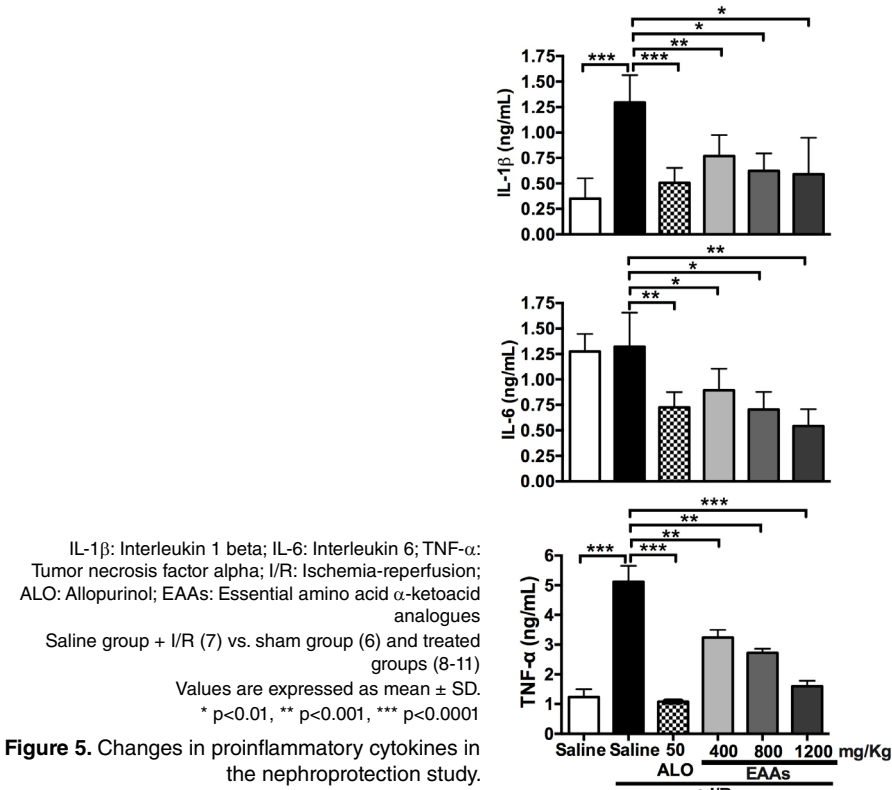 *
*
**
*** ***
1.75
1.50
1.25
1.00
0.75
0.50
0.25
0.00
IL-1β (ng/mL)
**
*
*
**
1.75
1.50
1.25
1.00
0.75
0.50
0.25
0.00
IL-6 (ng/mL)
***
**
**
*** ***
6
5
4
3
2
1
0
TNF-α (ng/mL)
Saline Saline 50 400 800 1200 mg/Kg
ALO EAAs
IL-1β: Interleukin 1 beta; IL-6: Interleukin 6; TNF-α:
Tumor necrosis factor alpha; I/R: Ischemia-reperfusion;
ALO: Allopurinol; EAAs: Essential amino acid α-ketoacid
analogues
Saline group + I/R (7) vs. sham group (6) and treated
groups (8-11)
Values are expressed as mean ± SD.
* p<0.01, ** p<0.001, *** p<0.0001
Figure 5. Changes in proinflammatory cytokines in
the nephroprotection study.